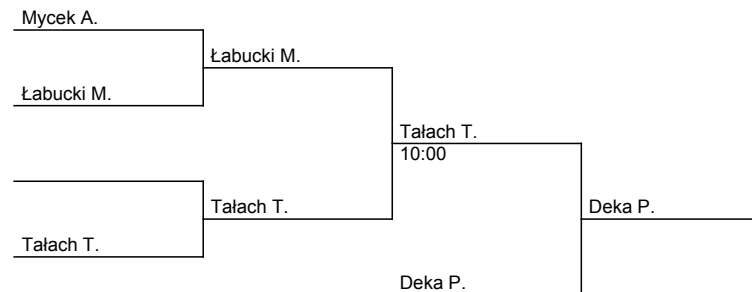 Mycek A.
Łabucki M.
Łabucki M.
Tałach T.
10:00
Tałach T.
Deka P.
Tałach T.
Deka P.